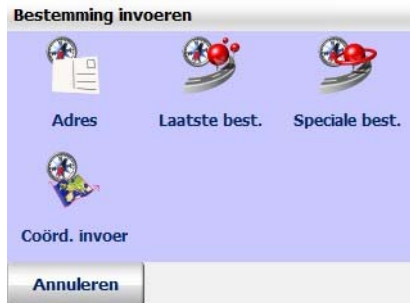 Bestemming invoeren
Adres
Laatste best.
Speciale best.
Coörd. invoer
Annuleren